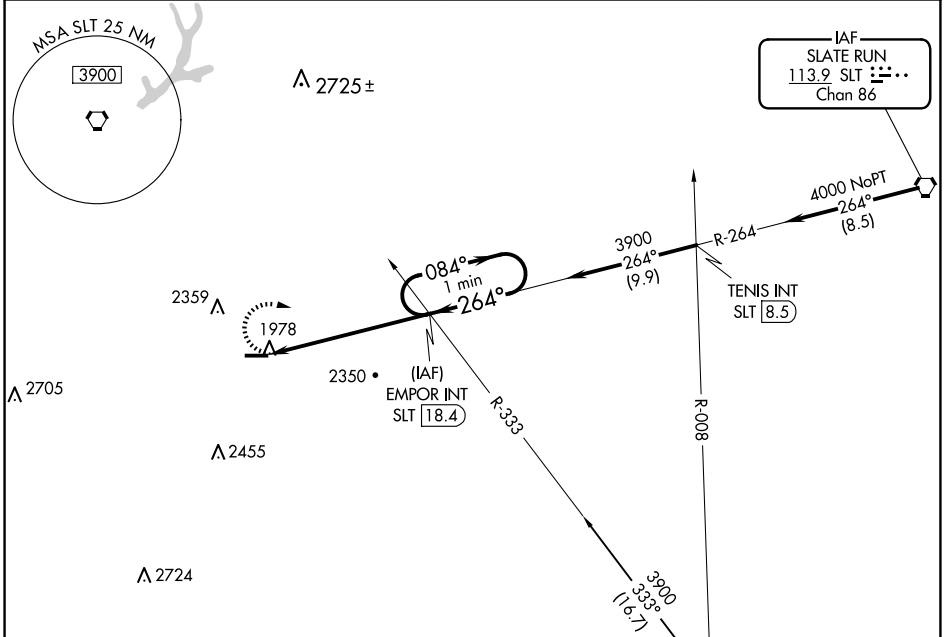 MSA SLT 25 NM
3900
2725±
IAF
SLATE RUN
113.9 SLT
Chan 86
4000 NoPT
264°
(8.5)
R-264
3900
264°
(9.9)
TENIS INT
SLT 8.5
084°
1 min
264°
2359
1978
2350
(IAF)
EMPOR INT
SLT 18.4
2705
R-333
R-008
2455
2724
3900
333°
(16.7)